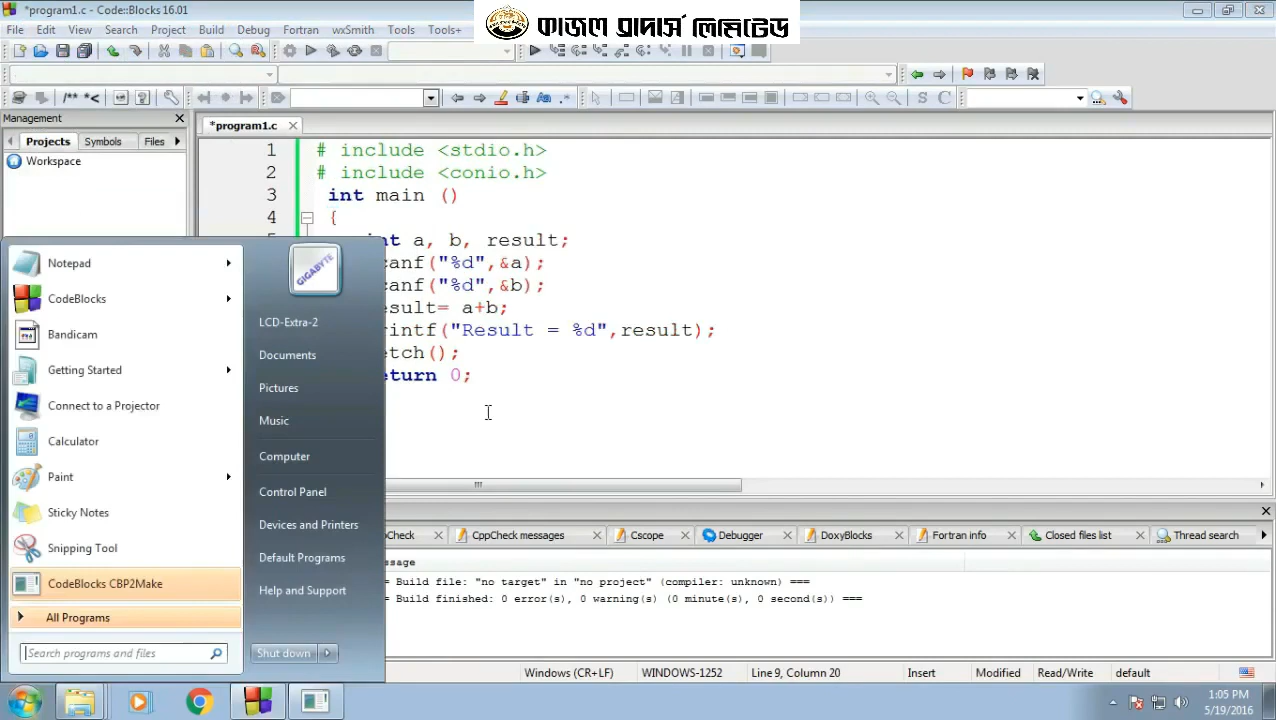 *program1.c - Code::Blocks 16.01
কাজল ব্রাদার্স লিমিটেড
File Edit View Search Project Build Debug Fortran wxSmith Tools Tools+
/** *<
S C
Management
*program1.c
Projects Symbols Files
Workspace
1 # include <stdio.h>
2 # include <conio.h>
3 int main ()
4 {
int a, b, result;
canf("%d",&a);
canf("%d",&b);
esult= a+b;
rintf("Result = %d",result);
etch();
eturn 0;
Notepad
CodeBlocks
Bandicam
Getting Started
Connect to a Projector
Calculator
Paint
Sticky Notes
Snipping Tool
CodeBlocks CBP2Make
All Programs
Search programs and files
GIGABYTE
LCD-Extra-2
Documents
Pictures
Music
Computer
Control Panel
Devices and Printers
Default Programs
Help and Support
Shut down
Check CppCheck messages Cscope Debugger DoxyBlocks Fortran info Closed files list Thread search
ssage
= Build file: "no target" in "no project" (compiler: unknown) ===
= Build finished: 0 error(s), 0 warning(s) (0 minute(s), 0 second(s)) ===
Windows (CR+LF) WINDOWS-1252 Line 9, Column 20 Insert Modified Read/Write default
1:05 PM
5/19/2016